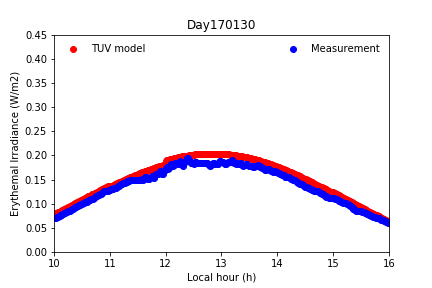 Day170130
TUV model
Measurement
Erythemal Irradiance (W/m2)
0.45
0.40
0.35
0.30
0.25
0.20
0.15
0.10
0.05
0.00
10 11 12 13 14 15 16
Local hour (h)